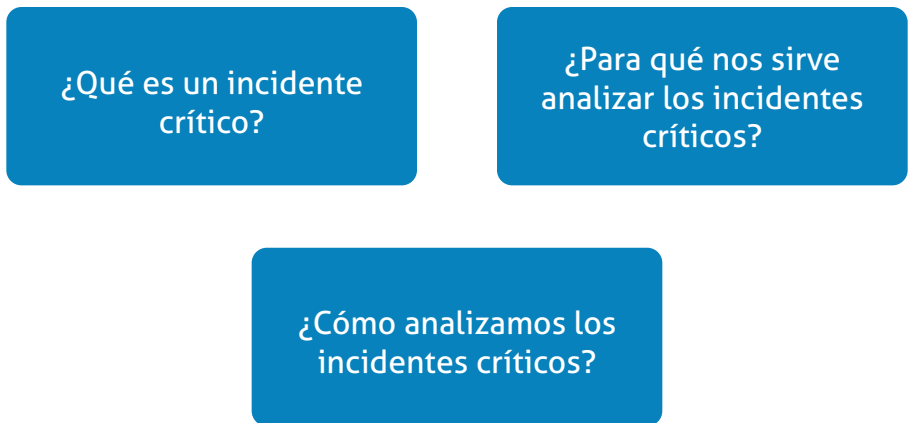 ¿Qué es un incidente
crítico?
¿Para qué nos sirve
analizar los incidentes
críticos?
¿Cómo analizamos los
incidentes críticos?